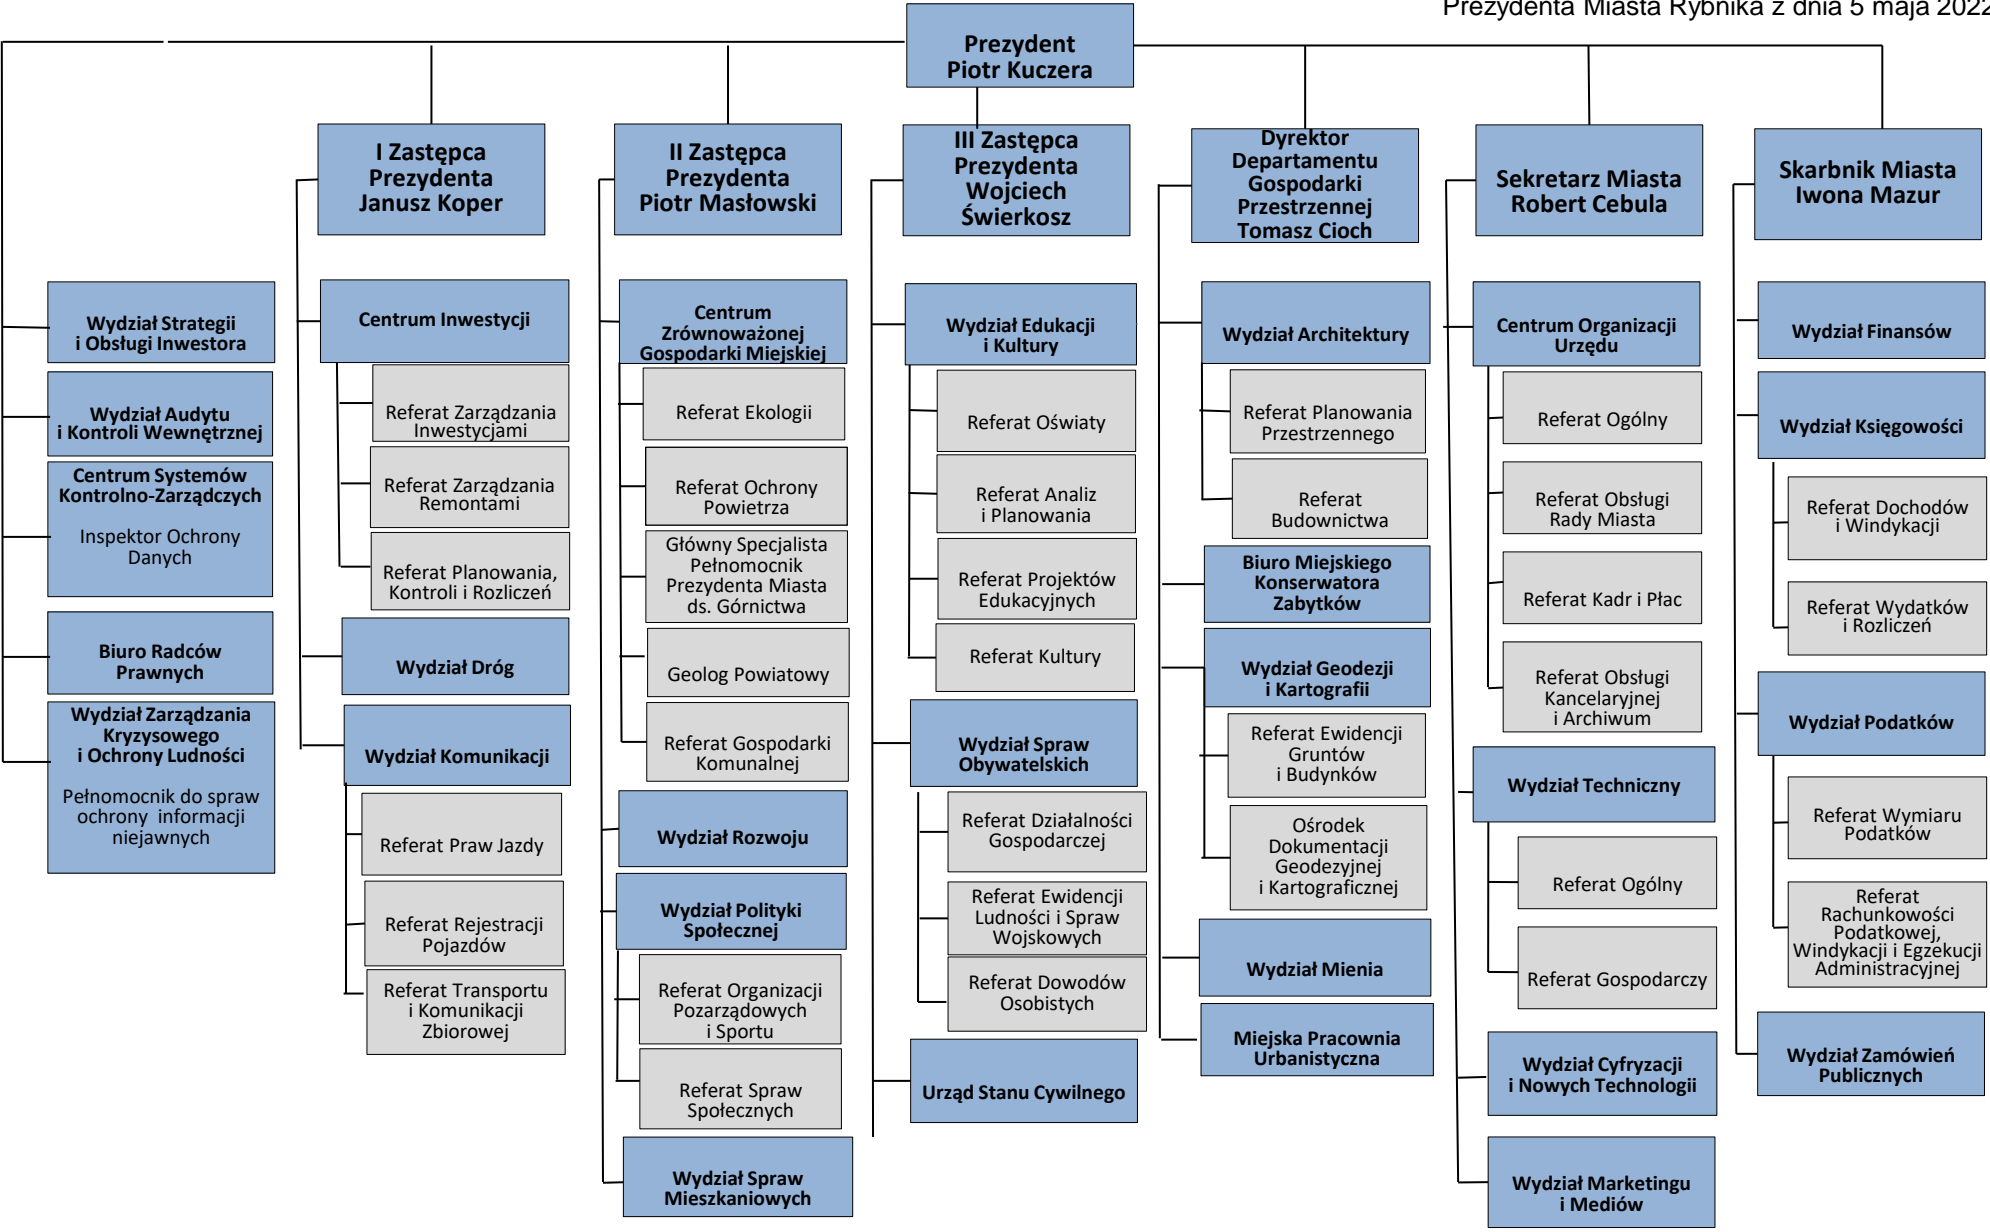 Prezydenta Miasta Rybnika z dnia 5 maja 2022
Prezydent
Piotr Kuczera
I Zastępca
Prezydenta
Janusz Koper
II Zastępca
Prezydenta
Piotr Masłowski
III Zastępca
Prezydenta
Wojciech
Świerkosz
Dyrektor
Departamentu
Gospodarki
Przestrzennej
Tomasz Cioch
Sekretarz Miasta
Robert Cebula
Skarbnik Miasta
Iwona Mazur
Wydział Strategii
i Obsługi Inwestora
Wydział Audytu
i Kontroli Wewnętrznej
Centrum Systemów
Kontrolno-Zarządczych
Inspektor Ochrony
Danych
Biuro Radców
Prawnych
Wydział Zarządzania
Kryzysowego
i Ochrony Ludności
Pełnomocnik do spraw
ochrony informacji
niejawnych
Centrum Inwestycji
Referat Zarządzania
Inwestycjami
Referat Zarządzania
Remontami
Referat Planowania,
Kontroli i Rozliczeń
Wydział Dróg
Wydział Komunikacji
Referat Praw Jazdy
Referat Rejestracji
Pojazdów
Referat Transportu
i Komunikacji
Zbiorowej
Centrum
Zrównoważonej
Gospodarki Miejskiej
Referat Ekologii
Referat Ochrony
Powietrza
Główny Specjalista
Pełnomocnik
Prezydenta Miasta
ds. Górnictwa
Geolog Powiatowy
Referat Gospodarki
Komunalnej
Wydział Rozwoju
Wydział Polityki
Społecznej
Referat Organizacji
Pozarządowych
i Sportu
Referat Spraw
Społecznych
Wydział Spraw
Mieszkaniowych
Wydział Edukacji
i Kultury
Referat Oświaty
Referat Analiz
i Planowania
Referat Projektów
Edukacyjnych
Referat Kultury
Wydział Spraw
Obywatelskich
Referat Działalności
Gospodarczej
Referat Ewidencji
Ludności i Spraw
Wojskowych
Referat Dowodów
Osobistych
Urząd Stanu Cywilnego
Wydział Architektury
Referat Planowania
Przestrzennego
Referat
Budownictwa
Biuro Miejskiego
Konserwatora
Zabytków
Wydział Geodezji
i Kartografii
Referat Ewidencji
Gruntów
i Budynków
Ośrodek
Dokumentacji
Geodezyjnej
i Kartograficznej
Wydział Mienia
Miejska Pracownia
Urbanistyczna
Centrum Organizacji
Urzędu
Referat Ogólny
Referat Obsługi
Rady Miasta
Referat Kadr i Płac
Referat Obsługi
Kancelaryjnej
i Archiwum
Wydział Techniczny
Referat Ogólny
Referat Gospodarczy
Wydział Cyfryzacji
i Nowych Technologii
Wydział Marketingu
i Mediów
Wydział Finansów
Wydział Księgowości
Referat Dochodów
i Windykacji
Referat Wydatków
i Rozliczeń
Wydział Podatków
Referat Wymiaru
Podatków
Referat
Rachunkowości
Podatkowej,
Windykacji i Egzekucji
Administracyjnej
Wydział Zamówień
Publicznych